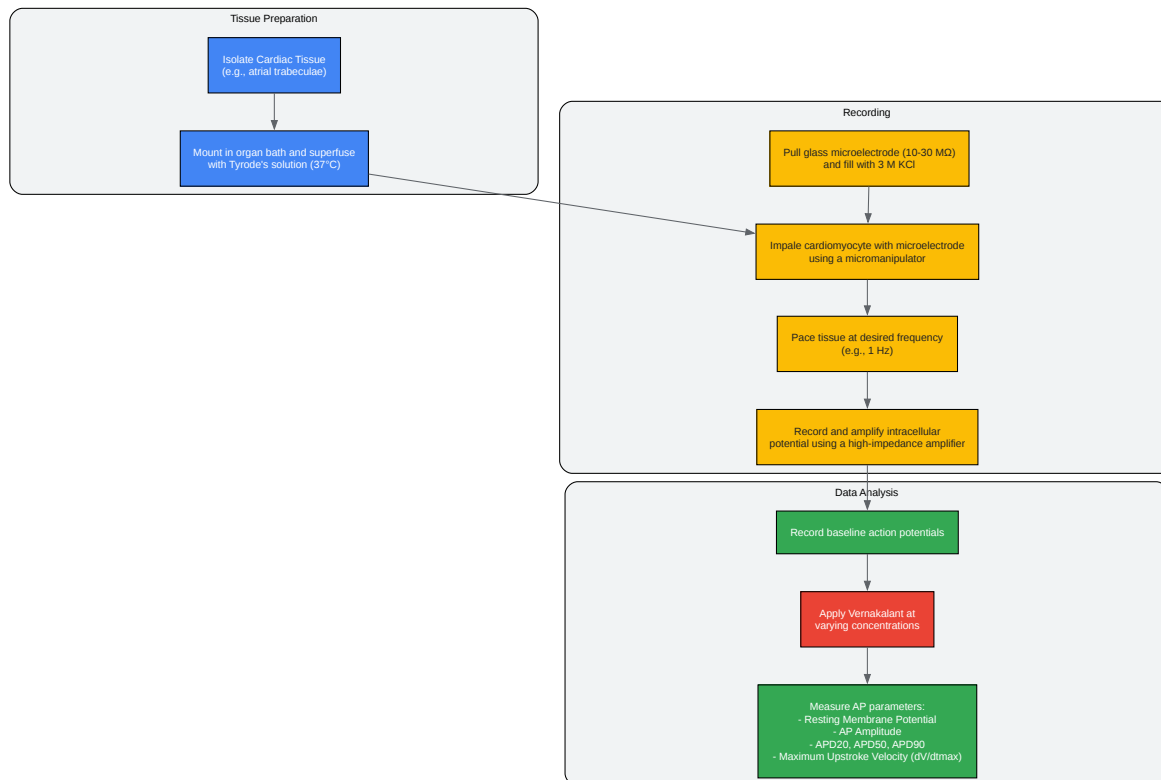 Tissue Preparation
Isolate Cardiac Tissue
(e.g., atrial trabeculae)
Mount in organ bath and superfuse
with Tyrode's solution (37°C)
Recording
Pull glass microelectrode (10-30 MΩ)
and fill with 3 M KCl
Impale cardiomyocyte with microelectrode
using a micromanipulator
Pace tissue at desired frequency
(e.g., 1 Hz)
Record and amplify intracellular
potential using a high-impedance amplifier
Data Analysis
Record baseline action potentials
Apply Vernakalant at
varying concentrations
Measure AP parameters:
- Resting Membrane Potential
- AP Amplitude
- APD20, APD50, APD90
- Maximum Upstroke Velocity (dV/dtmax)